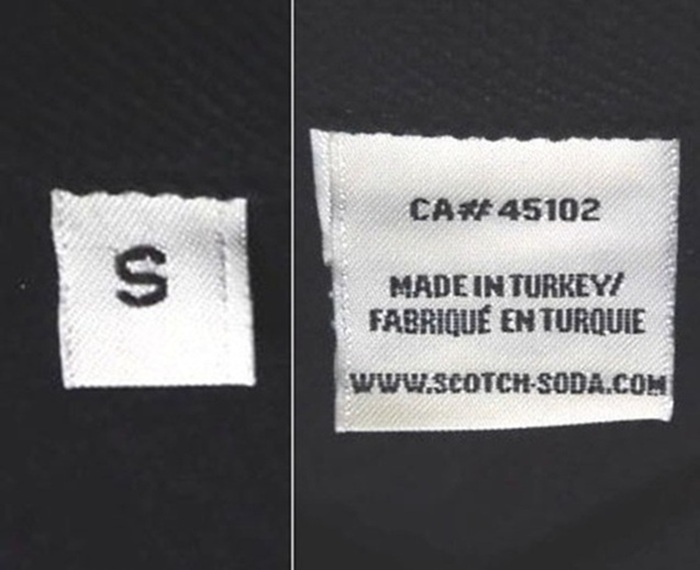 S
CA# 45102
MADE IN TURKEY/
FABRIQUÉ EN TURQUIE
WWW.SCOTCH-SODA.COM